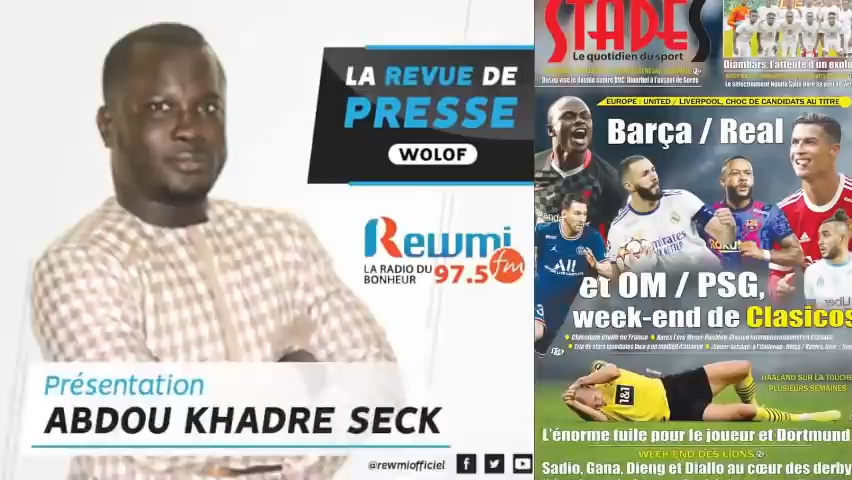 LA REVUE DE
PRESSE
WOLOF
Rewmi fm
LA RADIO DU
BONHEUR
97.5
Présentation
ABDOU KHADRE SECK
@rewmiofficiel
STADES
Le quotidien du sport
Diambars, l'attente d'un explo
EUROPE : UNITED / LIVERPOOL, CHOC DE CANDIDATS AU TITRE
Barça / Real
et OM / PSG,
week-end de Clasicos
HAALAND SUR LA TOUCHE
PLUSIEURS SEMAINES
L'énorme tuile pour le joueur et Dortmund
WEEK END DES LIONS
Sadio, Gana, Dieng et Diallo au cœur des derby